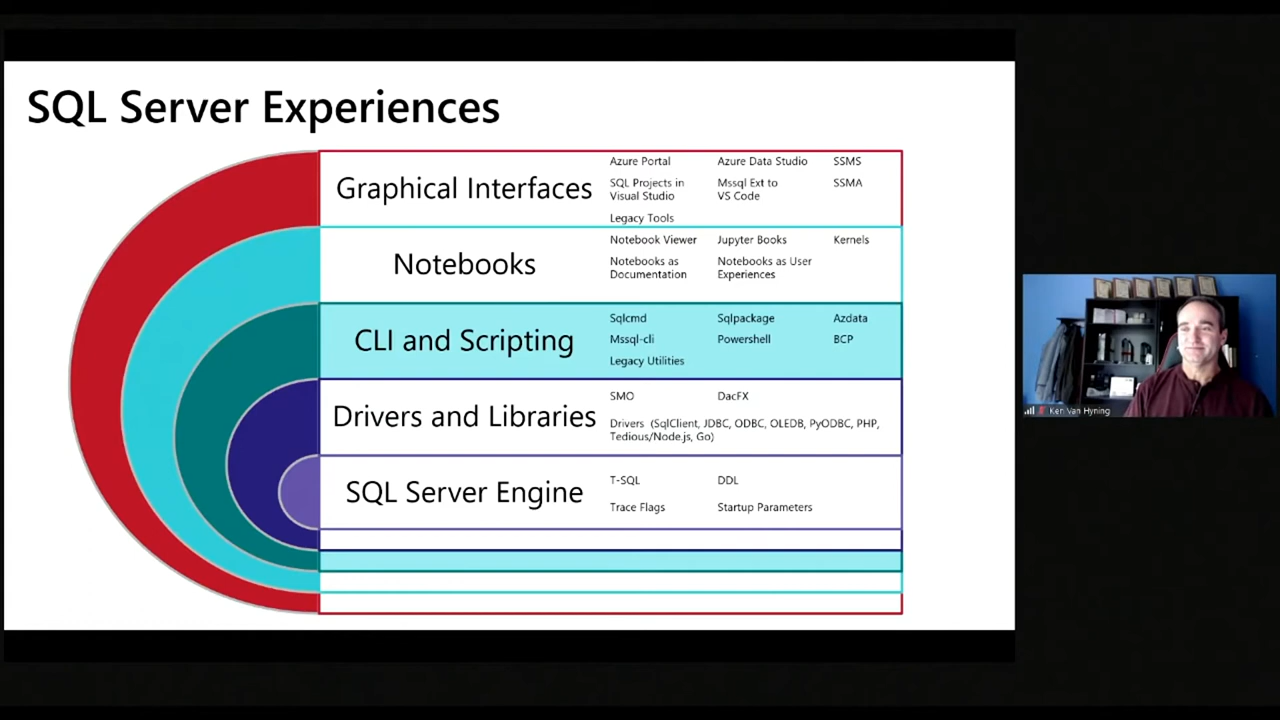 SQL Server Experiences
Graphical Interfaces
Azure Portal
Azure Data Studio
SSMS
SQL Projects in
Visual Studio
Mssql Ext to
VS Code
SSMA
Legacy Tools
Notebooks
Notebook Viewer
Jupyter Books
Kernels
Notebooks as
Documentation
Notebooks as User
Experiences
CLI and Scripting
Sqlcmd
Sqlpackage
Azdata
Mssql-cli
Powershell
BCP
Legacy Utilities
Drivers and Libraries
SMO
DacFX
Drivers (SqlClient, JDBC, ODBC, OLEDB, PyODBC, PHP,
Tedious/Node.js, Go)
SQL Server Engine
T-SQL
DDL
Trace Flags
Startup Parameters
Ken Van Hyning